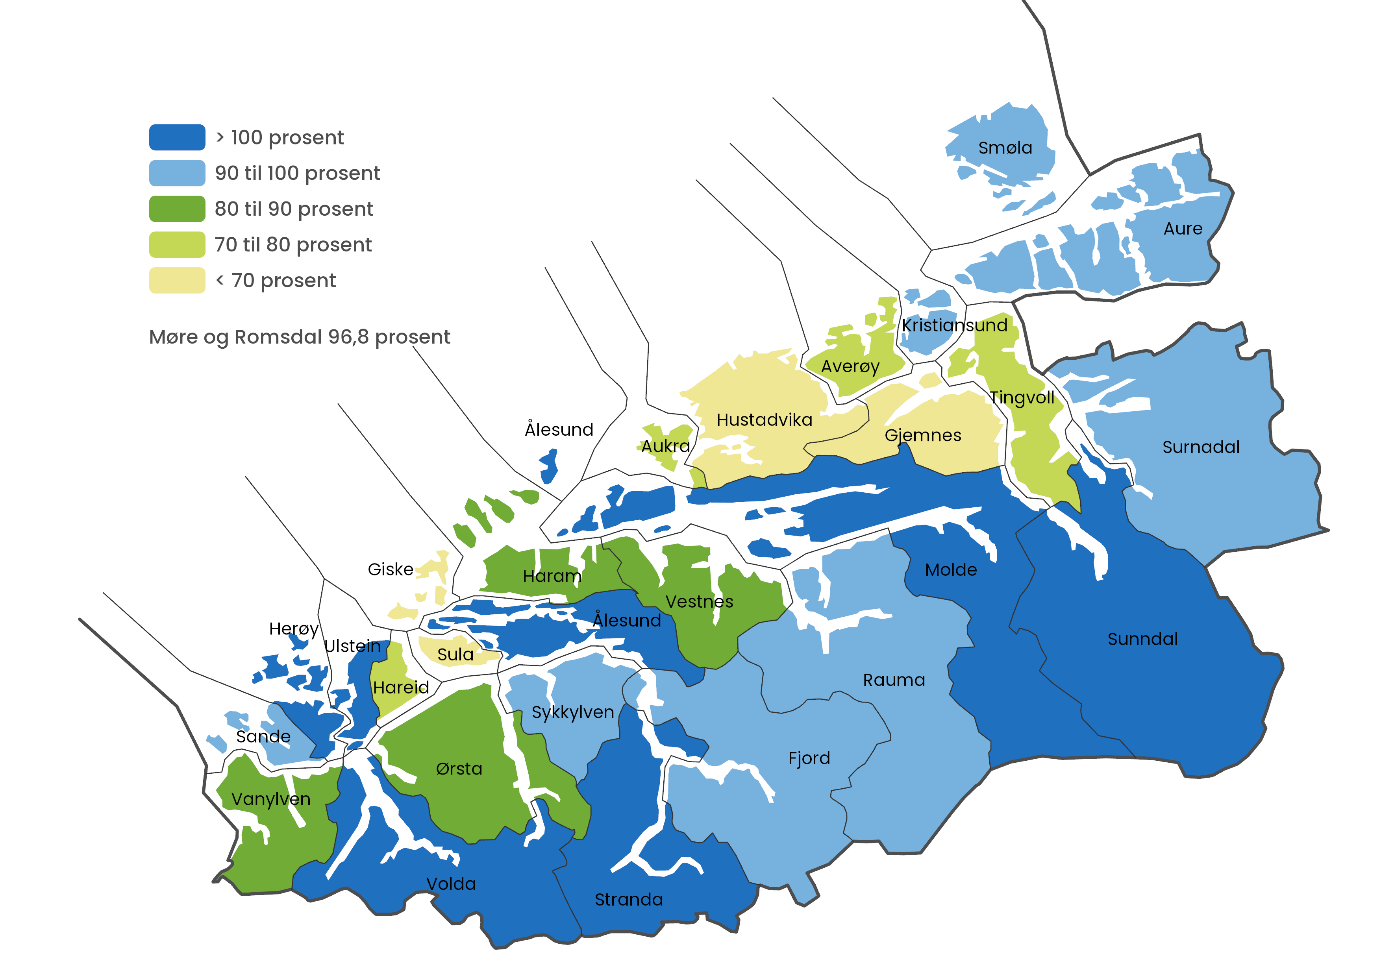 > 100 prosent
90 til 100 prosent
80 til 90 prosent
70 til 80 prosent
< 70 prosent
Møre og Romsdal 96,8 prosent
Smøla
Aure
Kristiansund
Averøy
Tingvoll
Hustadvika
Ålesund
Gjemnes
Aukra
Surnadal
Giske
Haram
Molde
Vestnes
Ålesund
Herøy
Ulstein
Sula
Sunndal
Hareid
Rauma
Sykkylven
Sande
Fjord
Ørsta
Vanylven
Volda
Stranda